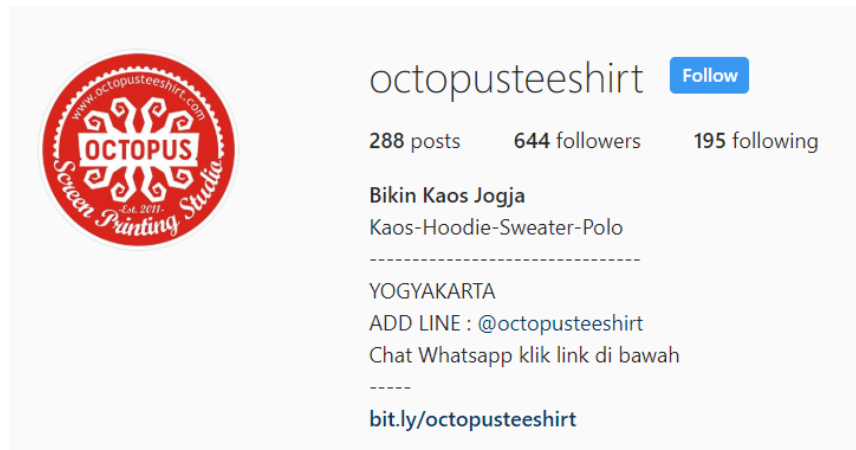 www.octopusteeshirt.com
OCTOPUS
-Est. 2011-
Screen Printing Studio
octopusteeshirt Follow
288 posts 644 followers 195 following
Bikin Kaos Jogja
Kaos-Hoodie-Sweater-Polo
--------------------------------
YOGYAKARTA
ADD LINE : @octopusteeshirt
Chat Whatsapp klik link di bawah
-----
bit.ly/octopusteeshirt